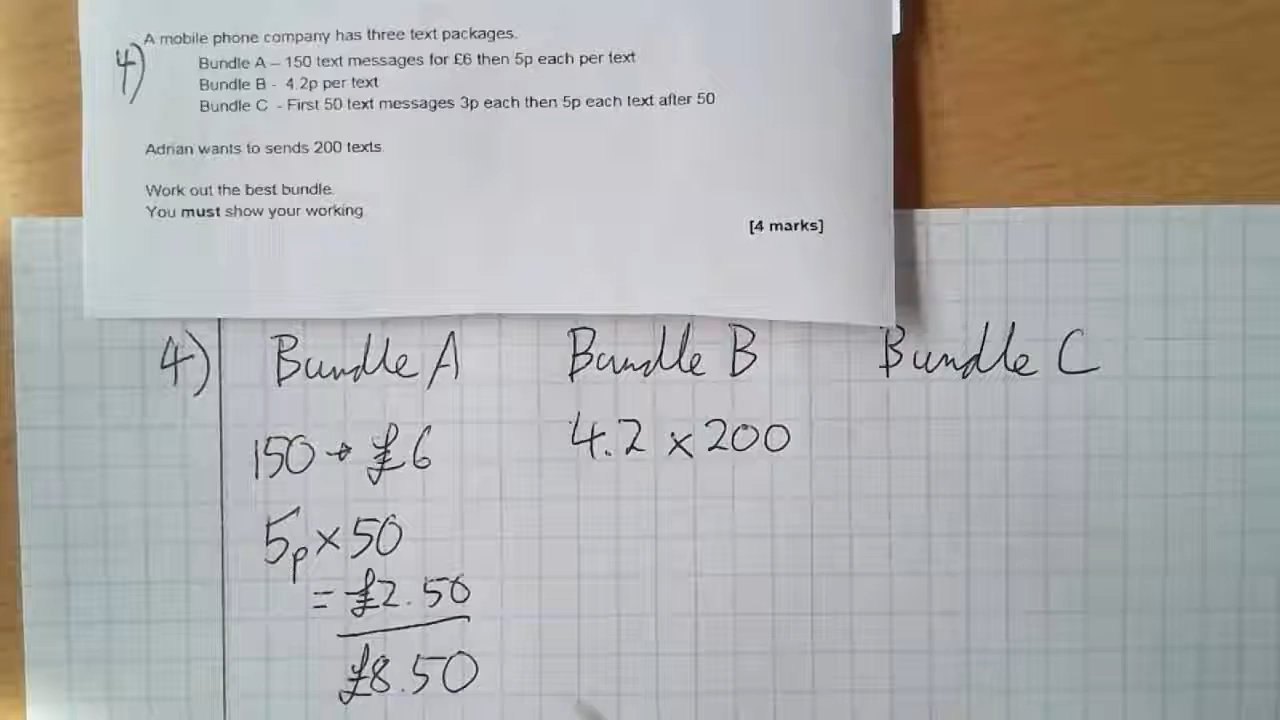 4)
A mobile phone company has three text packages.
Bundle A – 150 text messages for £6 then 5p each per text
Bundle B - 4.2p per text
Bundle C - First 50 text messages 3p each then 5p each text after 50
Adrian wants to sends 200 texts.
Work out the best bundle.
You must show your working
[4 marks]
4) Bundle A Bundle B Bundle C
150 → £6 4.2 × 200
5p × 50
= £2.50
£8.50